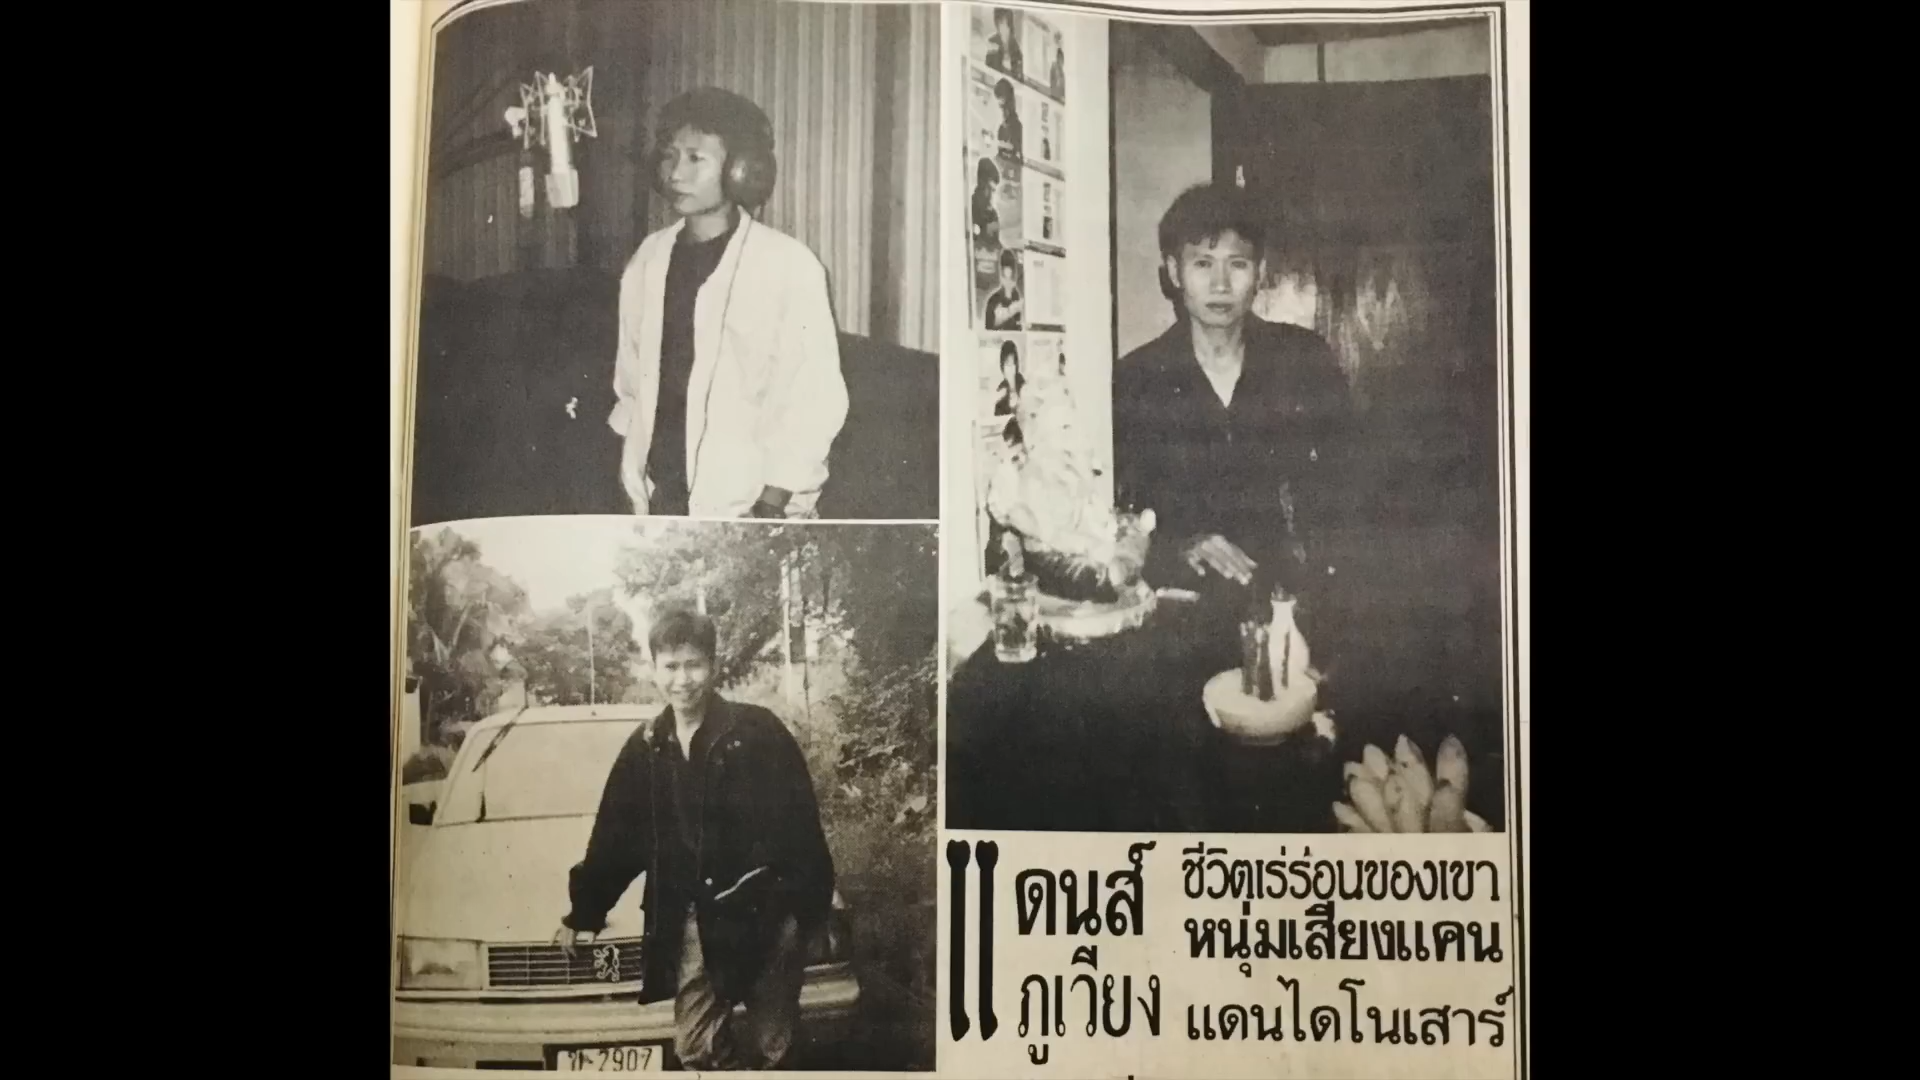 แดนส์ ภูเวียง
ชีวิตเร่ร่อนของเขา
หนุ่มเสียงแคน
แดนไดโนเสาร์
2907